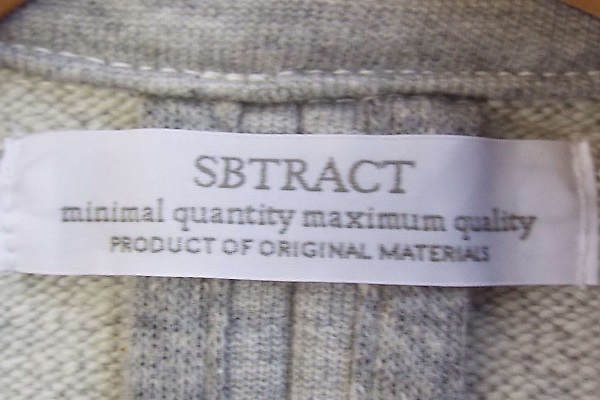 SBTRACT
minimal quantity maximum quality
PRODUCT OF ORIGINAL MATERIALS